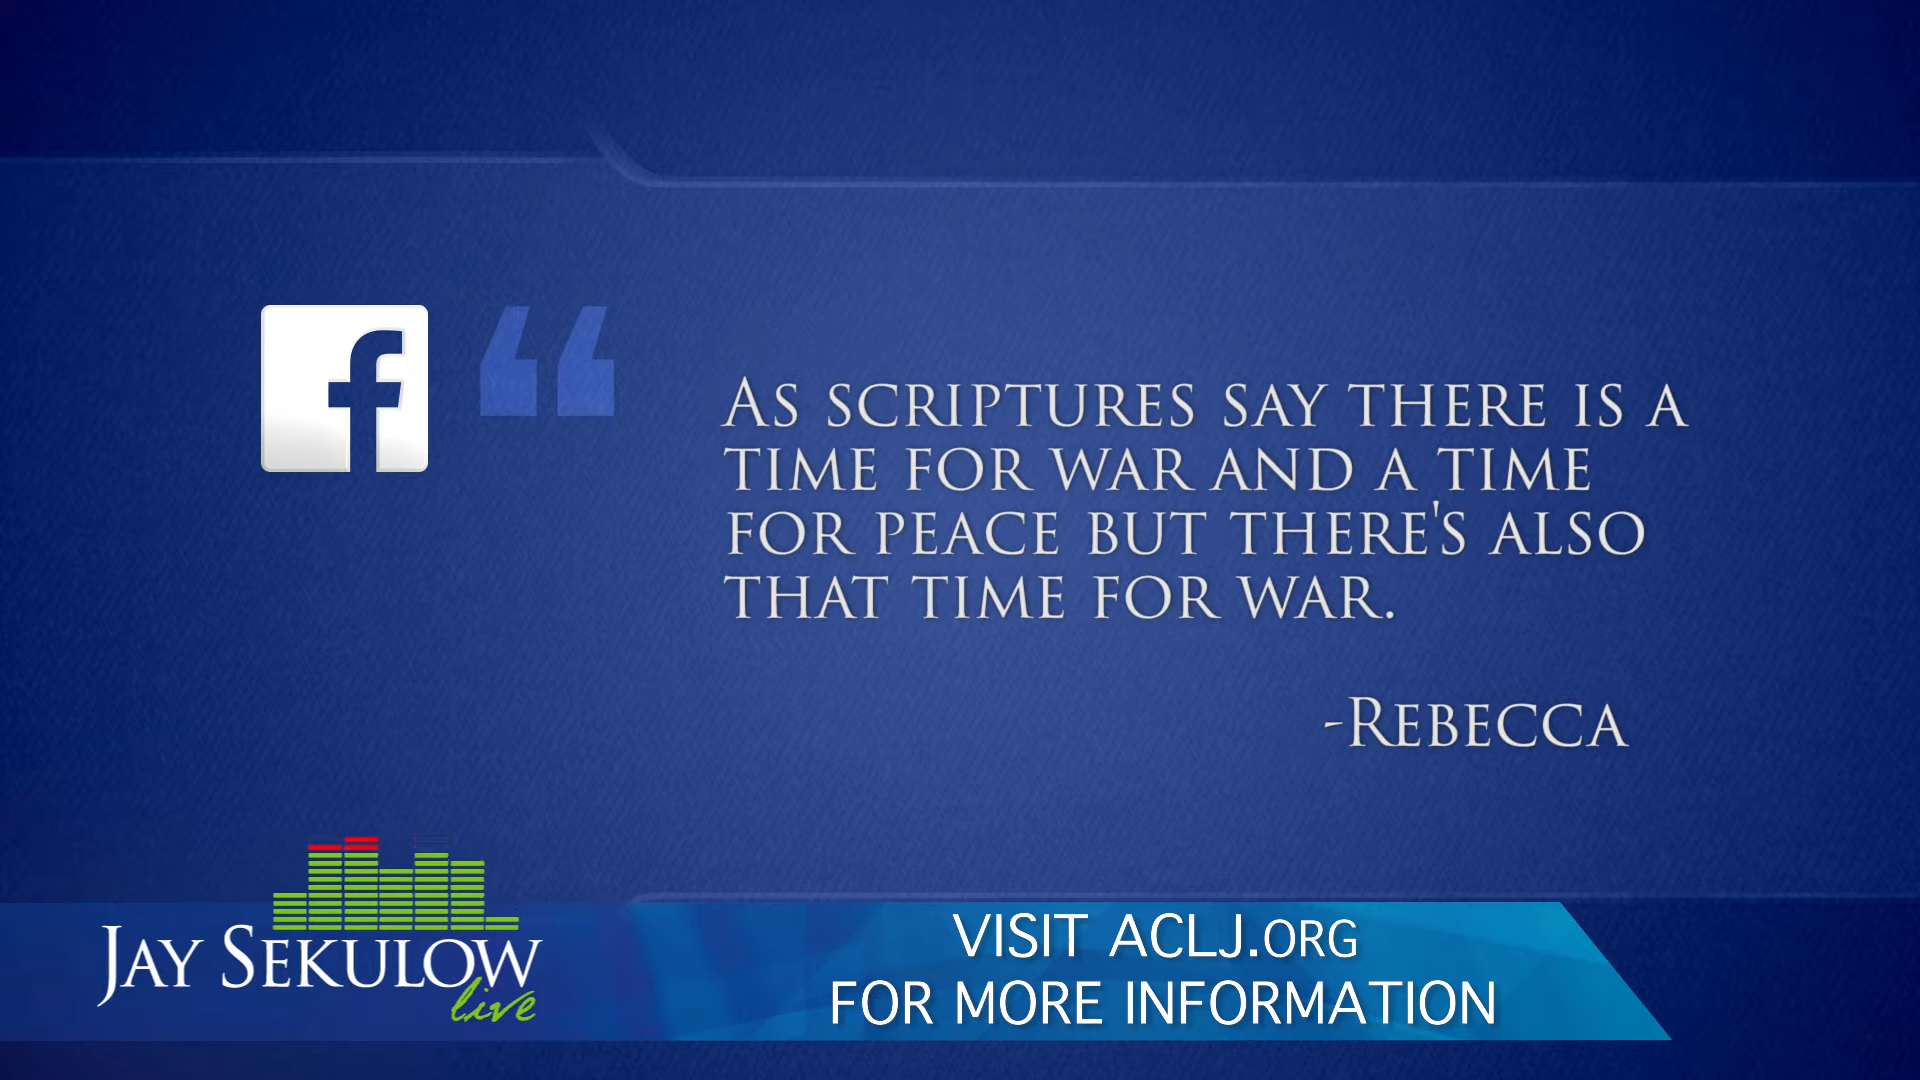 f
“
As scriptures say there is a
time for war and a time
for peace but there's also
that time for war.
-Rebecca
Jay Sekulow
live
VISIT ACLJ.ORG
FOR MORE INFORMATION